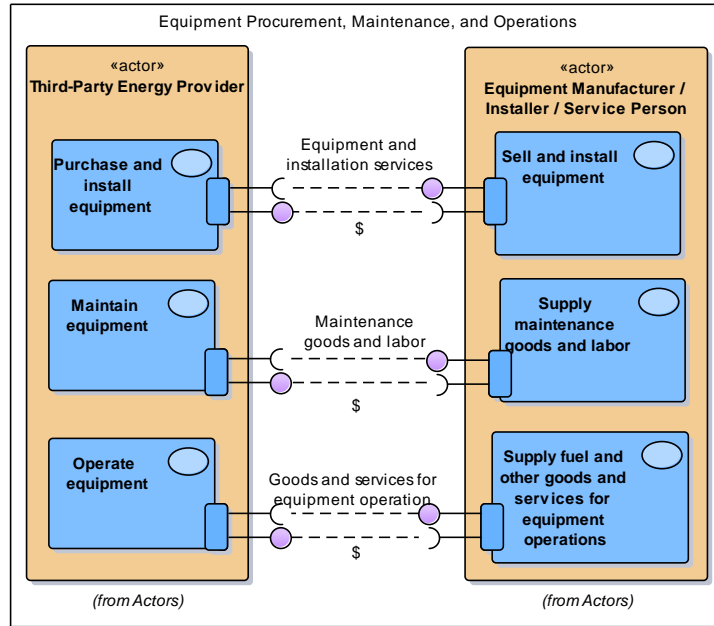 Equipment Procurement, Maintenance, and Operations
«actor»
Third-Party Energy Provider
«actor»
Equipment Manufacturer /
Installer / Service Person
Purchase and
install
equipment
Equipment and
installation services
$
Sell and install
equipment
Maintain
equipment
Maintenance
goods and labor
$
Supply
maintenance
goods and labor
Operate
equipment
Goods and services for
equipment operation
$
Supply fuel and
other goods and
services for
equipment
operations
(from Actors)
(from Actors)